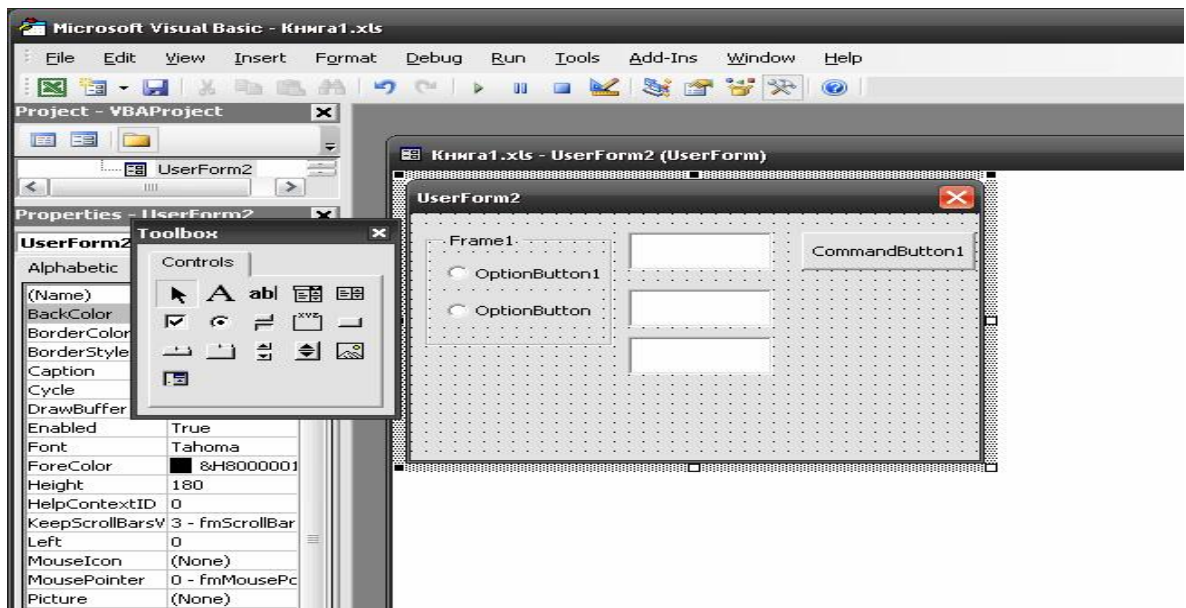 Microsoft Visual Basic - Книга1.xls
File Edit View Insert Format Debug Run Tools Add-Ins Window Help
Project - VBAProject
UserForm2
Properties - UserForm2
UserForm2
Alphabetic
(Name)
BackColor
BorderColor
BorderStyle
Caption
Cycle
DrawBuffer
Enabled True
Font Tahoma
ForeColor &H8000001
Height 180
HelpContextID 0
KeepScrollBarsV 3 - fmScrollBar
Left 0
MouseIcon (None)
MousePointer 0 - fmMousePo
Picture (None)
Toolbox
Controls
A abl
xyz
Книга1.xls - UserForm2 (UserForm)
UserForm2
Frame1
OptionButton1
OptionButton
CommandButton1